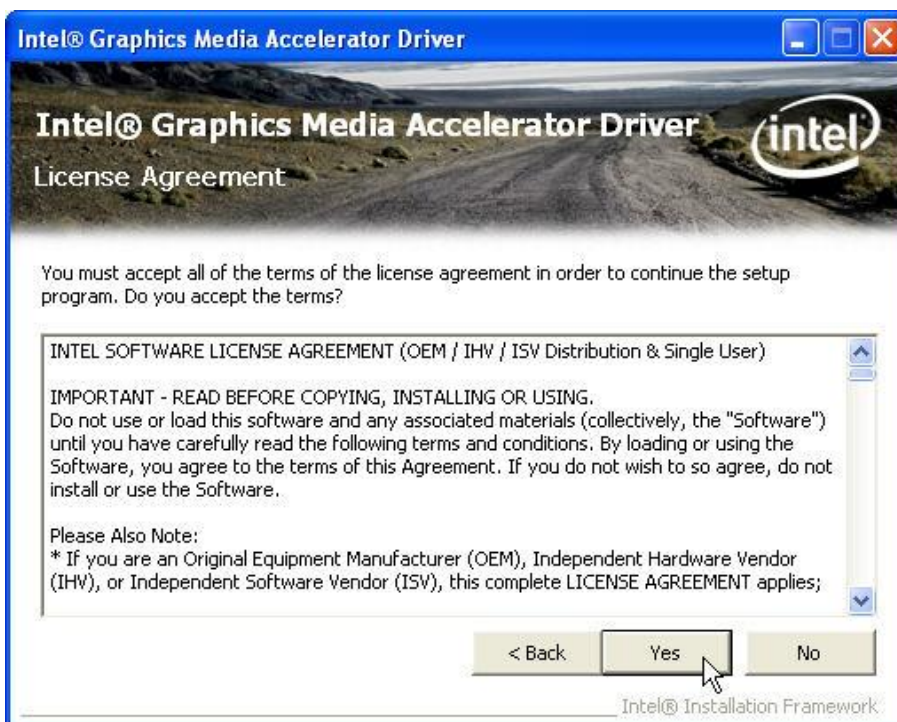 Intel® Graphics Media Accelerator Driver
Intel® Graphics Media Accelerator Driver
intel®
License Agreement
You must accept all of the terms of the license agreement in order to continue the setup
program. Do you accept the terms?
INTEL SOFTWARE LICENSE AGREEMENT (OEM / IHV / ISV Distribution & Single User)
IMPORTANT - READ BEFORE COPYING, INSTALLING OR USING.
Do not use or load this software and any associated materials (collectively, the "Software")
until you have carefully read the following terms and conditions. By loading or using the
Software, you agree to the terms of this Agreement. If you do not wish to so agree, do not
install or use the Software.
Please Also Note:
* If you are an Original Equipment Manufacturer (OEM), Independent Hardware Vendor
(IHV), or Independent Software Vendor (ISV), this complete LICENSE AGREEMENT applies;
< Back Yes No
Intel® Installation Framework